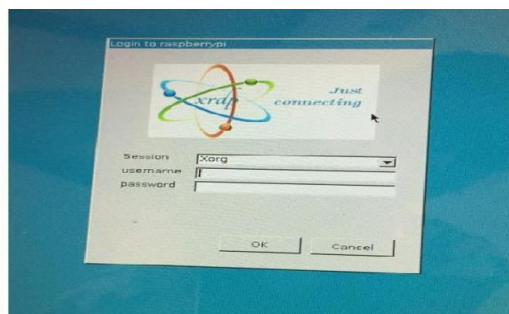 Login to raspberrypi
xrdp
Just
connecting
Session Xorg
username
password
OK Cancel